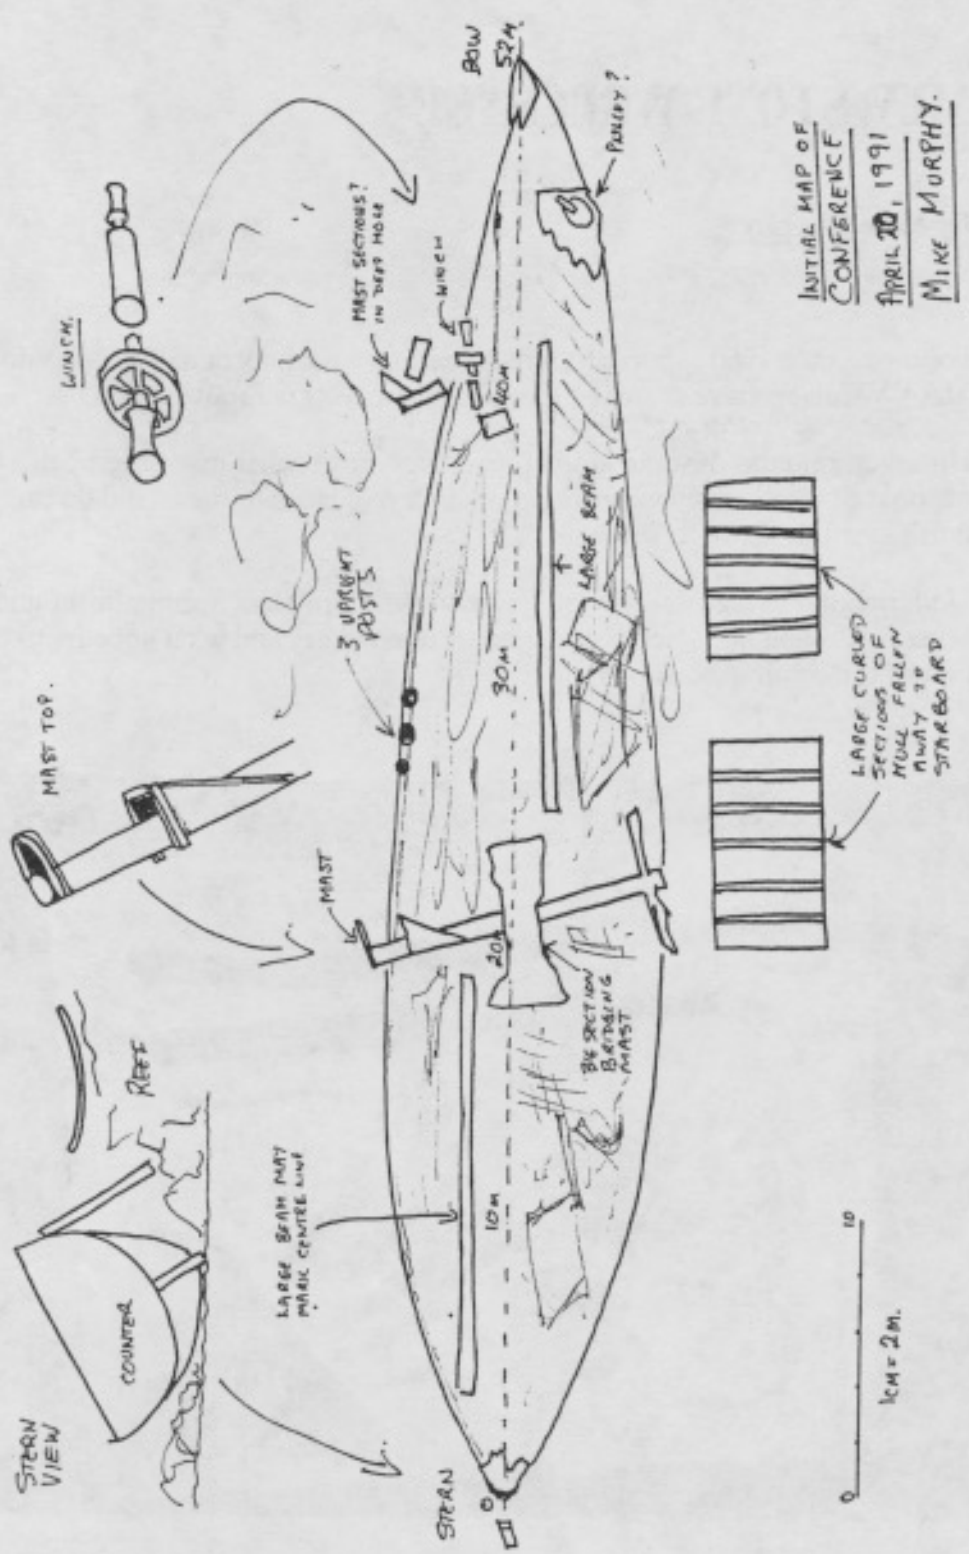 STERN
VIEW
COUNTER
REEF
MAST TOP.
WINCH.
LARGE BEAM MAY
MARK CENTRE LINE
MAST
3 UPRIGHT
POSTS
MAST SECTIONS?
IN DEEP HOLE
WINCH
BOW
52M.
STERN
10M
20
30M
40M
BIG SECTION
BRIDGING
MAST
LARGE BEAM
PULLEY?
LARGE CURLED
SECTIONS OF
HULL FALLEN
AWAY TO
STARBOARD
0
10
1CM = 2M.
INITIAL MAP OF
CONFERENCE
APRIL 20, 1991
MIKE MURPHY.